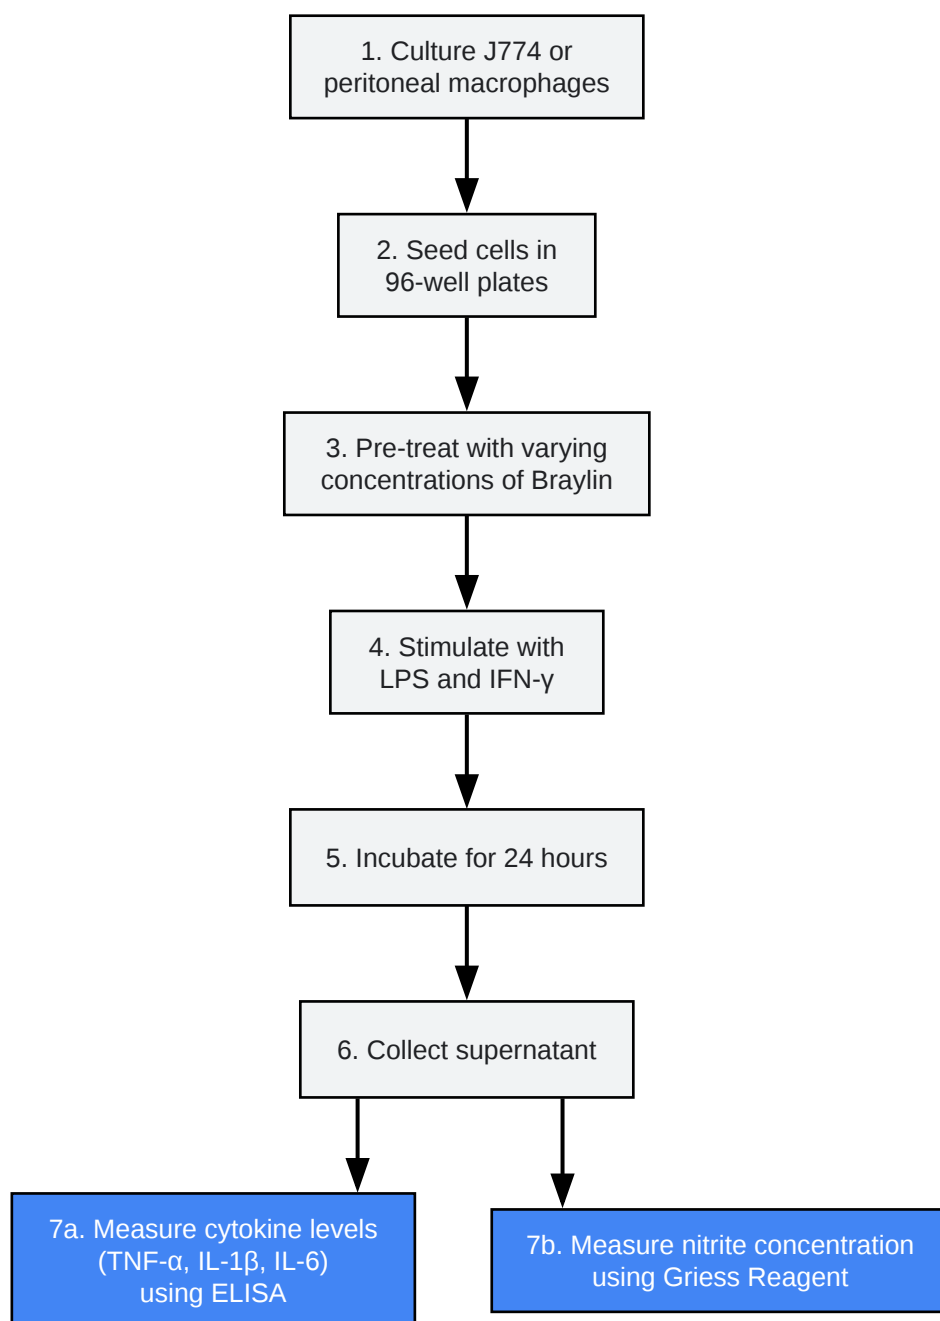 1. Culture J774 or
peritoneal macrophages
2. Seed cells in
96-well plates
3. Pre-treat with varying
concentrations of Braylin
4. Stimulate with
LPS and IFN-γ
5. Incubate for 24 hours
6. Collect supernatant
7a. Measure cytokine levels
(TNF-α, IL-1β, IL-6)
using ELISA
7b. Measure nitrite concentration
using Griess Reagent